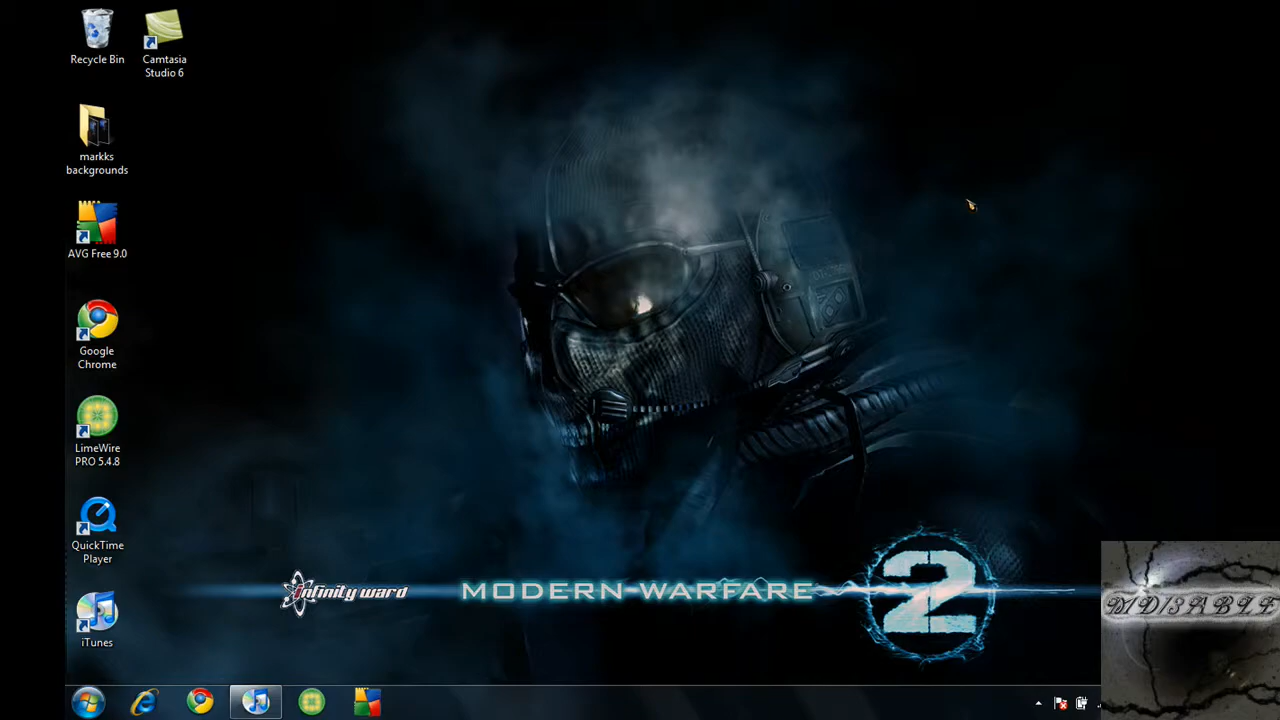 Recycle Bin
Camtasia
Studio 6
markks
backgrounds
AVG Free 9.0
Google
Chrome
LimeWire
PRO 5.4.8
QuickTime
Player
iTunes
infinity ward
MODERN WARFARE
2